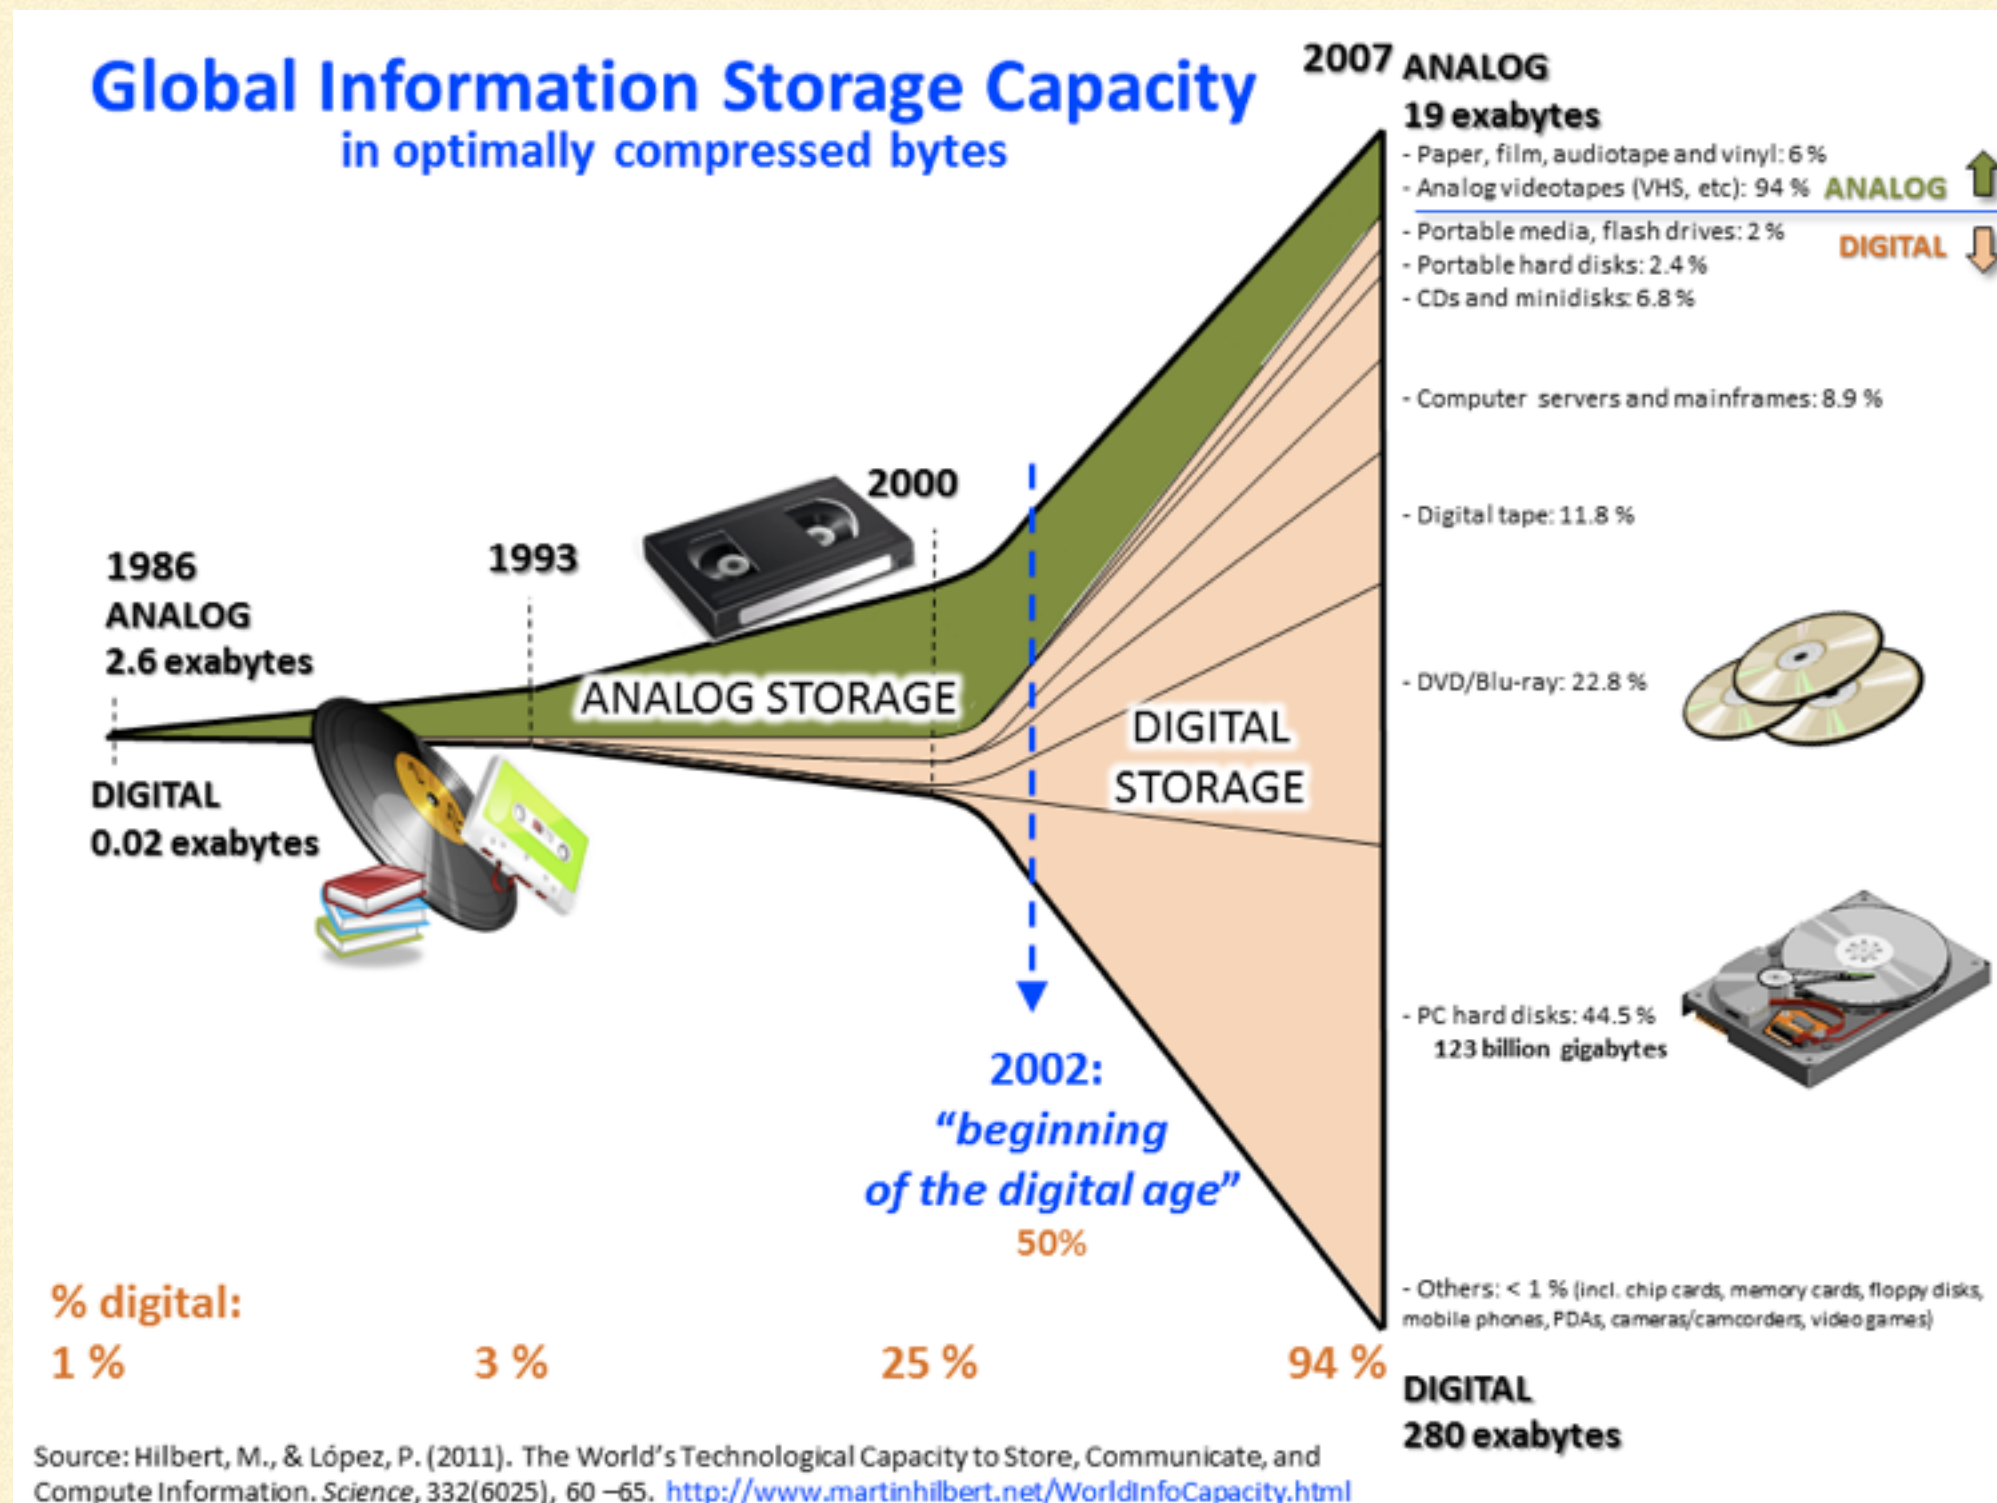 Global Information Storage Capacity
in optimally compressed bytes
2007
ANALOG
19 exabytes
- Paper, film, audiotape and vinyl: 6 %
- Analog videotapes (VHS, etc): 94 %
ANALOG
- Portable media, flash drives: 2 %
DIGITAL
- Portable hard disks: 2.4 %
- CDs and minidisks: 6.8 %
- Computer servers and mainframes: 8.9 %
- Digital tape: 11.8 %
- DVD/Blu-ray: 22.8 %
- PC hard disks: 44.5 %
123 billion gigabytes
- Others: < 1 % (incl. chip cards, memory cards, floppy disks,
mobile phones, PDAs, cameras/camcorders, video games)
DIGITAL
280 exabytes
2000
1993
1986
ANALOG
2.6 exabytes
DIGITAL
0.02 exabytes
ANALOG STORAGE
DIGITAL
STORAGE
2002:
“beginning
of the digital age”
50%
% digital:
1 %
3 %
25 %
94 %
Source: Hilbert, M., & López, P. (2011). The World’s Technological Capacity to Store, Communicate, and
Compute Information. Science, 332(6025), 60 –65. http://www.martinhilbert.net/WorldInfoCapacity.html